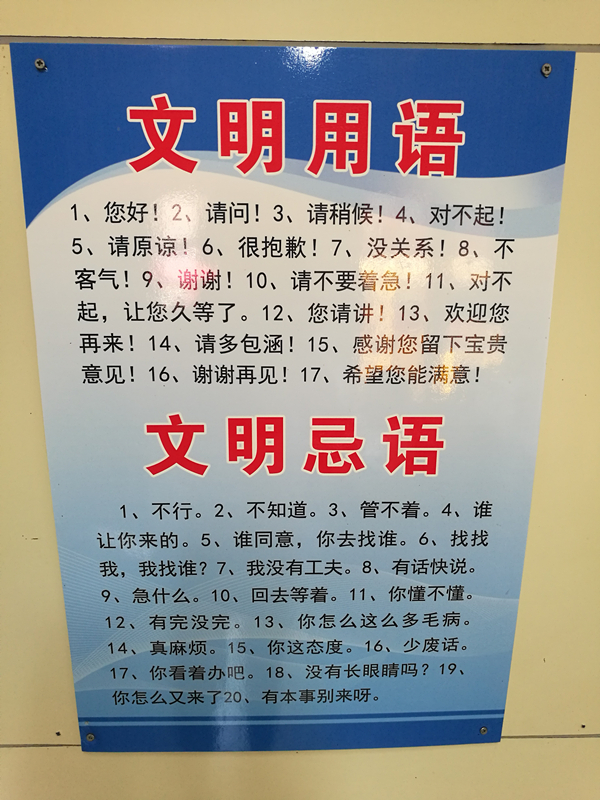 文明用语
1、您好！2、请问！3、请稍候！4、对不起！
5、请原谅！6、很抱歉！7、没关系！8、不
客气！9、谢谢！10、请不要着急！11、对不
起，让您久等了。12、您请讲！13、欢迎您
再来！14、请多包涵！15、感谢您留下宝贵
意见！16、谢谢再见！17、希望您能满意！
文明忌语
1、不行。2、不知道。3、管不着。4、谁
让你来的。5、谁同意，你去找谁。6、找找
我，我找谁？7、我没有工夫。8、有话快说。
9、急什么。10、回去等着。11、你懂不懂。
12、有完没完。13、你怎么这么多毛病。
14、真麻烦。15、你这态度。16、少废话。
17、你看着办吧。18、没有长眼睛吗？19、
你怎么又来了20、有本事别来呀。